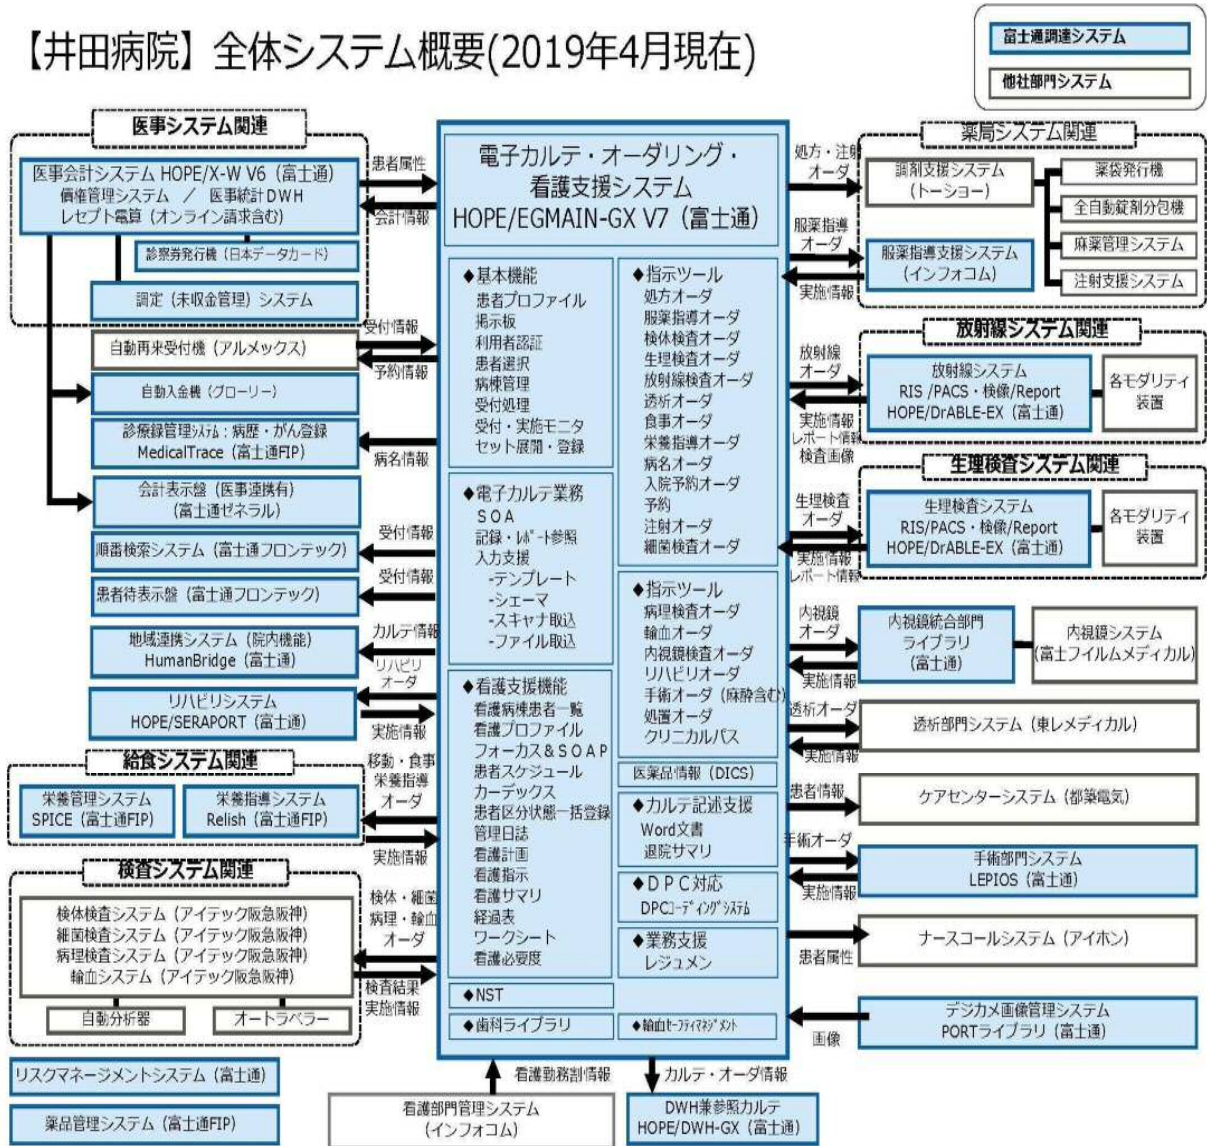 【井田病院】全体システム概要(2019年4月現在)
富士通調達システム
他社部門システム
医事システム関連
医事会計システム HOPE/X-W V6（富士通）
債権管理システム ／ 医事統計DWH
レセプト電算（オンライン請求含む）
診察券発行機（日本データカード）
調定（未収金管理）システム
自動再来受付機（アルメックス）
自動入金機（グローリー）
診療録管理ｼｽﾃﾑ：病歴・がん登録
MedicalTrace（富士通FIP）
会計表示盤（医事連携有）
（富士通ゼネラル）
順番検索システム（富士通フロンテック）
患者待表示盤（富士通フロンテック）
地域連携システム（院内機能）
HumanBridge（富士通）
リハビリシステム
HOPE/SERAPORT（富士通）
給食システム関連
栄養管理システム
SPICE（富士通FIP）
栄養指導システム
Relish（富士通FIP）
検査システム関連
検体検査システム（アイテック阪急阪神）
細菌検査システム（アイテック阪急阪神）
病理検査システム（アイテック阪急阪神）
輸血システム（アイテック阪急阪神）
自動分析器
オートラベラー
リスクマネージメントシステム（富士通）
薬品管理システム（富士通FIP）
患者属性
会計情報
受付情報
予約情報
病名情報
受付情報
受付情報
カルテ情報
リハビリ
オーダ
実施情報
移動・食事
栄養指導
オーダ
実施情報
検体・細菌
病理・輸血
オーダ
検査結果
実施情報
電子カルテ・オーダリング・
看護支援システム
HOPE/EGMAIN-GX V7（富士通）
◆基本機能
患者プロファイル
掲示板
利用者認証
患者選択
病棟管理
受付処理
受付・実施モニタ
セット展開・登録
◆電子カルテ業務
ＳＯＡ
記録・ﾚﾎﾟｰﾄ参照
入力支援
-テンプレート
-シェーマ
-スキャナ取込
-ファイル取込
◆看護支援機能
看護病棟患者一覧
看護プロファイル
フォーカス＆ＳＯＡＰ
患者スケジュール
カーデックス
患者区分状態一括登録
管理日誌
看護計画
看護指示
看護サマリ
経過表
ワークシート
看護必要度
◆NST
◆歯科ライブラリ
◆指示ツール
処方オーダ
服薬指導オーダ
検体検査オーダ
生理検査オーダ
放射線検査オーダ
透析オーダ
食事オーダ
栄養指導オーダ
病名オーダ
入院予約オーダ
予約
注射オーダ
細菌検査オーダ
◆指示ツール
病理検査オーダ
輸血オーダ
内視鏡検査オーダ
リハビリオーダ
手術オーダ（麻酔含む）
処置オーダ
クリニカルパス
医薬品情報（DICS）
◆カルテ記述支援
Word文書
退院サマリ
◆ＤＰＣ対応
DPCｺｰﾃﾞｨﾝｸﾞｼｽﾃﾑ
◆業務支援
レジュメン
◆輸血ｾｰﾌﾃｨﾏﾈｼﾞﾒﾝﾄ
看護勤務割情報
看護部門管理システム
（インフォコム）
カルテ・オーダ情報
DWH兼参照カルテ
HOPE/DWH-GX（富士通）
処方・注射
オーダ
服薬指導
オーダ
実施情報
放射線
オーダ
実施情報
レポート情報
検査画像
生理検査
オーダ
実施情報
レポート情報
内視鏡
オーダ
実施情報
透析オーダ
実施情報
患者情報
手術オーダ
実施情報
患者属性
画像
薬局システム関連
調剤支援システム
（トーショー）
薬袋発行機
全自動錠剤分包機
麻薬管理システム
注射支援システム
服薬指導支援システム
（インフォコム）
放射線システム関連
放射線システム
RIS /PACS・検像/Report
HOPE/DrABLE-EX（富士通）
各モダリティ
装置
生理検査システム関連
生理検査システム
RIS/PACS・検像/Report
HOPE/DrABLE-EX（富士通）
各モダリティ
装置
内視鏡統合部門
ライブラリ
（富士通）
内視鏡システム
（富士フイルムメディカル）
透析部門システム（東レメディカル）
ケアセンターシステム（都築電気）
手術部門システム
LEPIOS（富士通）
ナースコールシステム（アイホン）
デジカメ画像管理システム
PORTライブラリ（富士通）